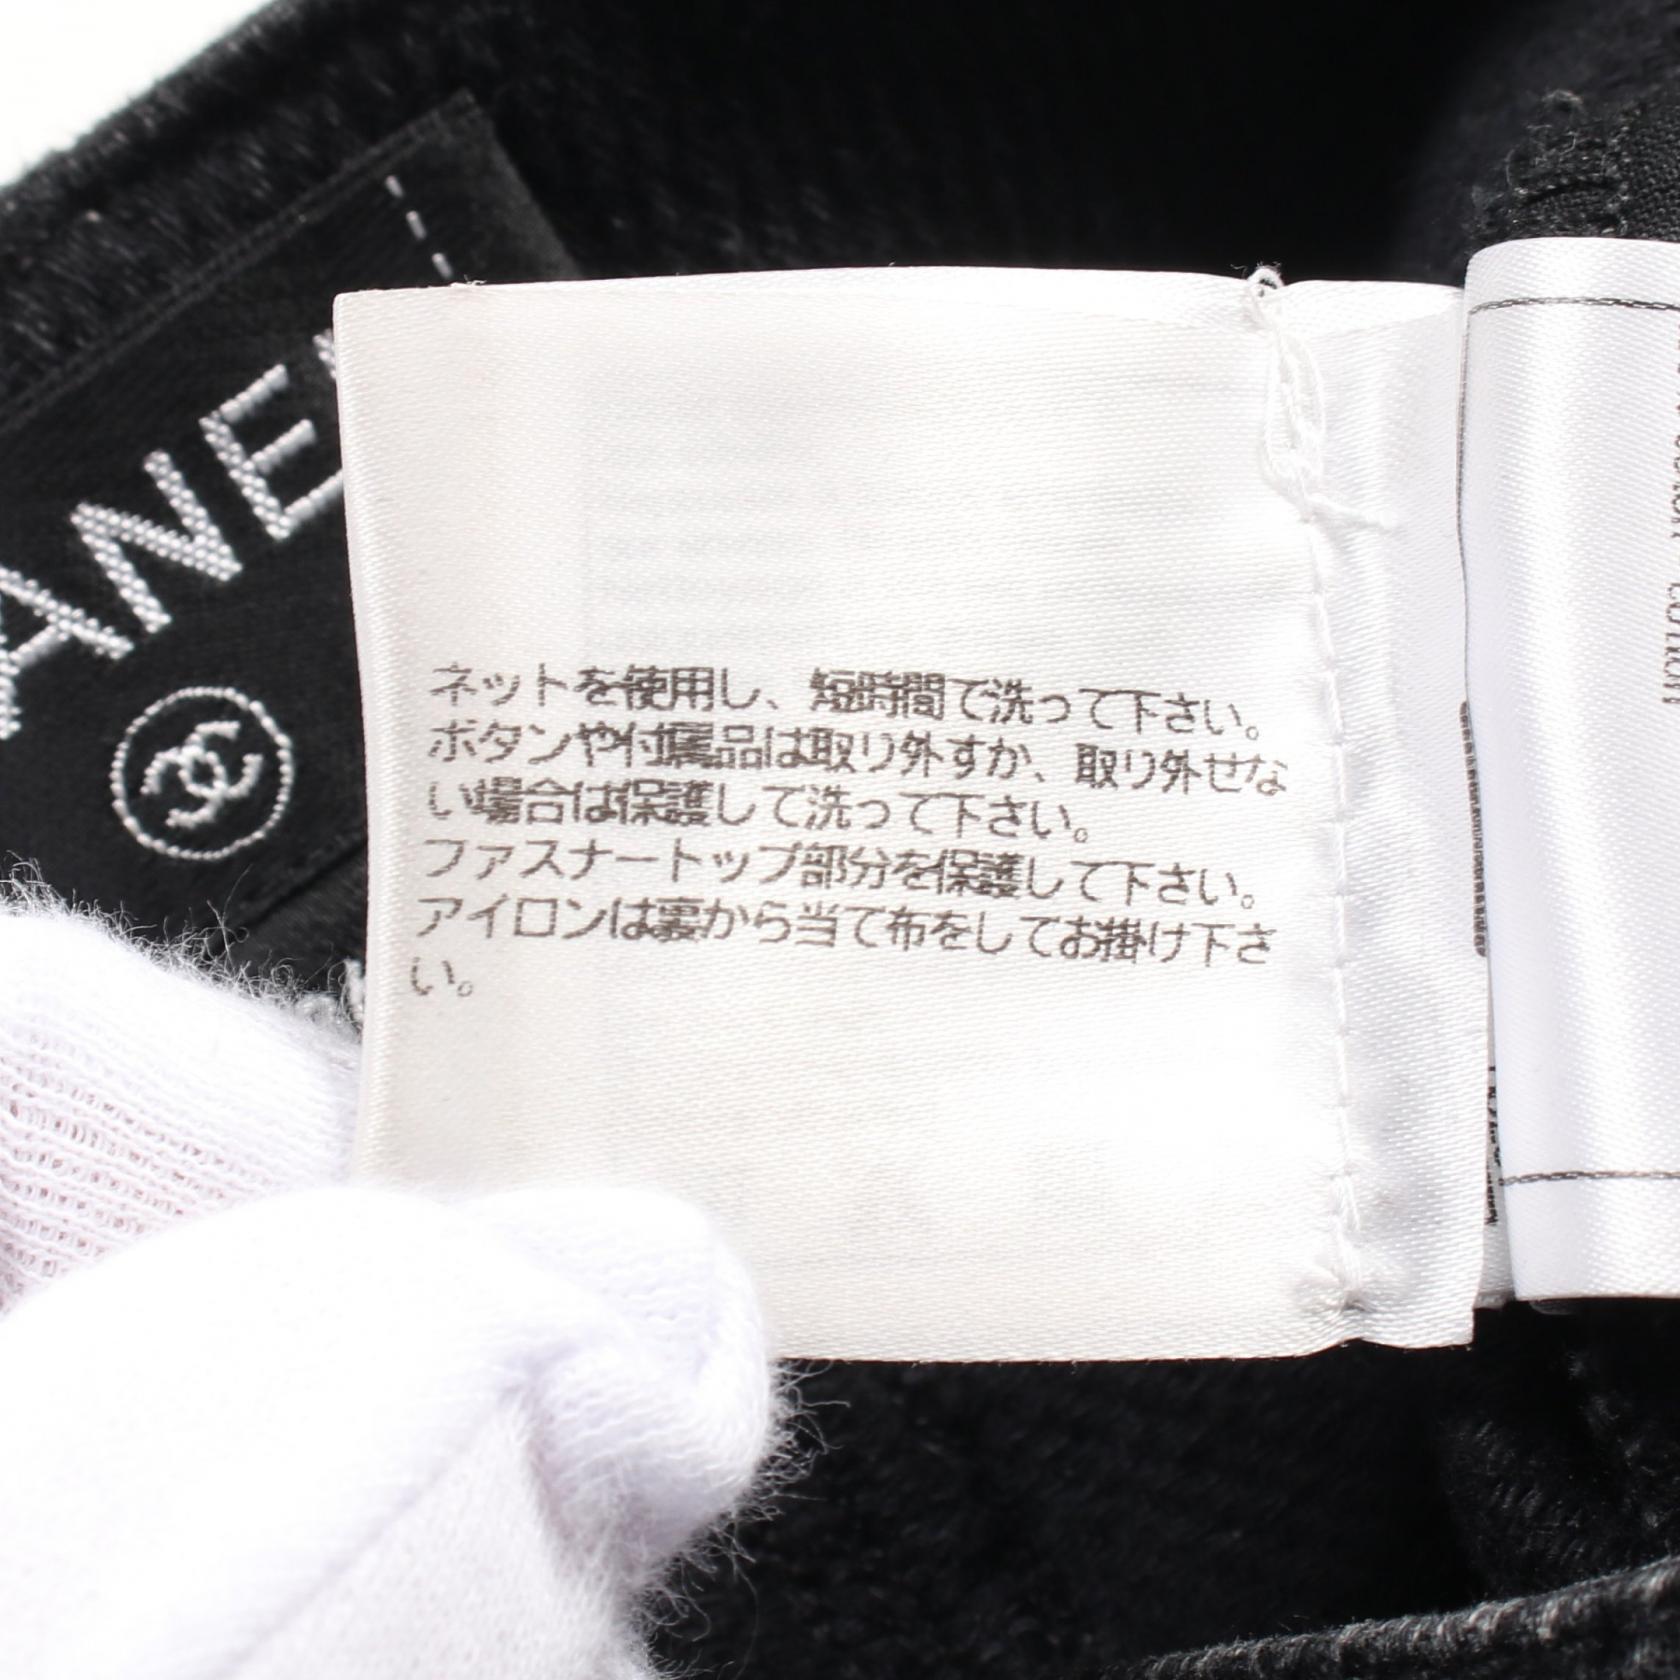 ANE
ネットを使用し、短時間で洗って下さい。
ボタンや付属品は取り外すか、取り外せな
い場合は保護して洗って下さい。
ファスナートップ部分を保護して下さい。
アイロンは裏から当て布をしてお掛け下さ
い。